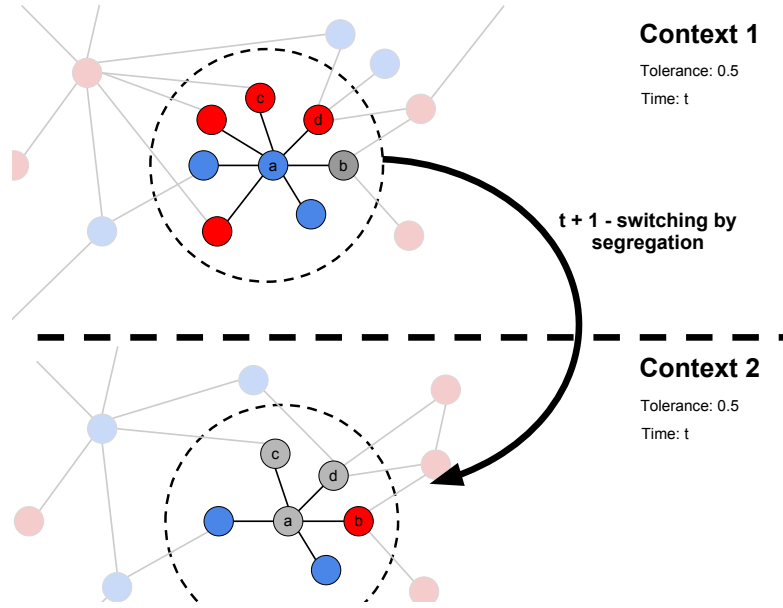 Context 1
Tolerance: 0.5
Time: t
c
d
a
b
t + 1 - switching by
segregation
Context 2
Tolerance: 0.5
Time: t
c
d
a
b